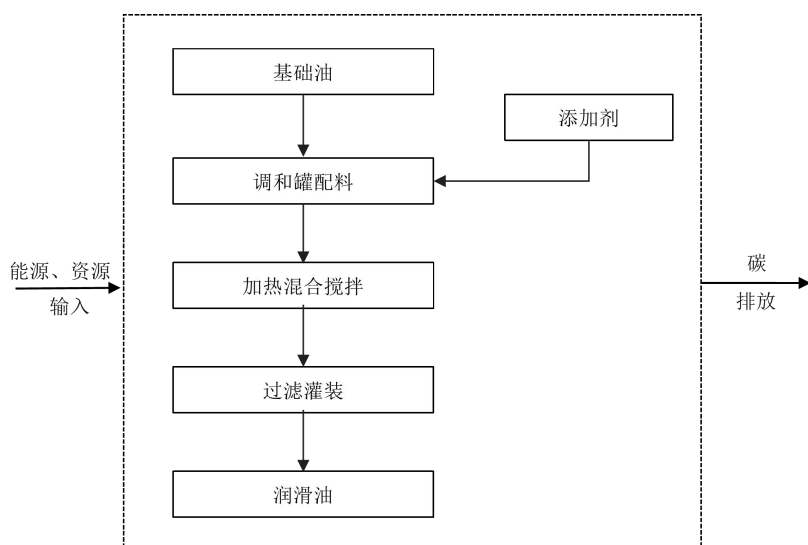 基础油
添加剂
调和罐配料
能源、资源
输入
加热混合搅拌
碳
排放
过滤灌装
润滑油